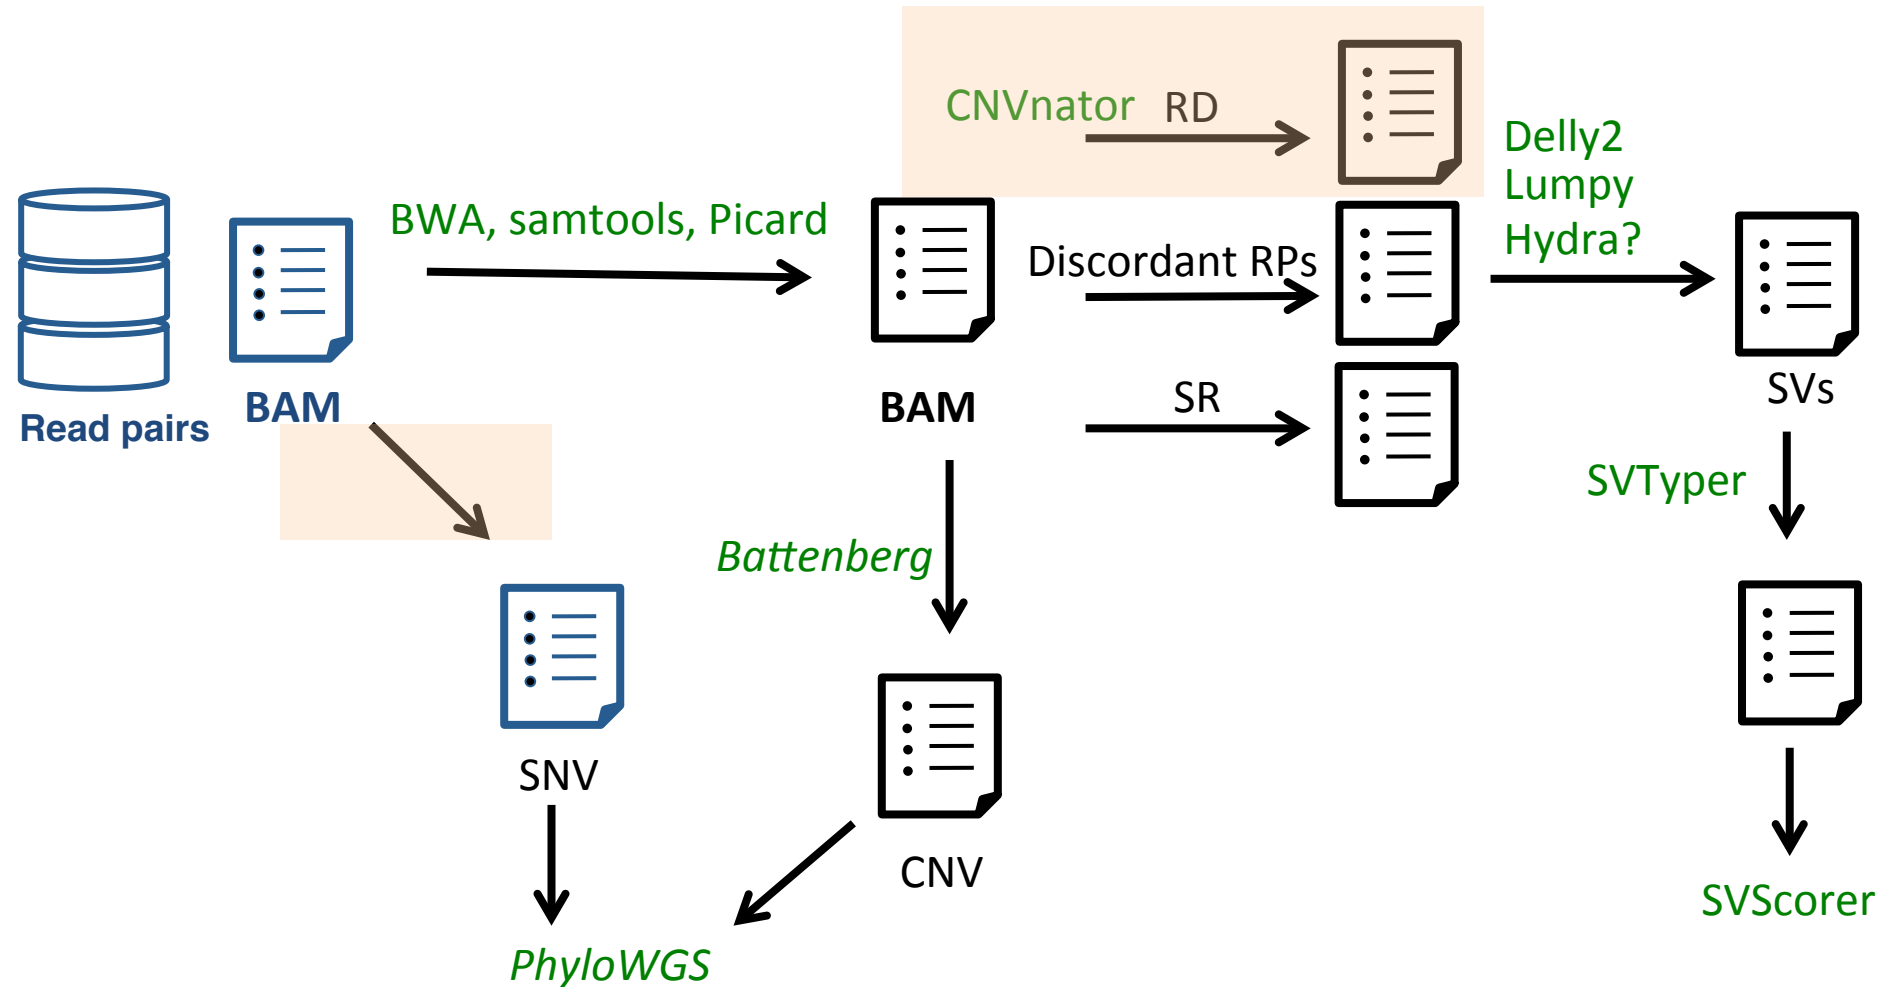 CNVnator
RD
Delly2
Lumpy
Hydra?
BWA, samtools, Picard
Discordant RPs
Read pairs
BAM
BAM
SR
SVs
SVTyper
Battenberg
SNV
CNV
SVScorer
PhyloWGS